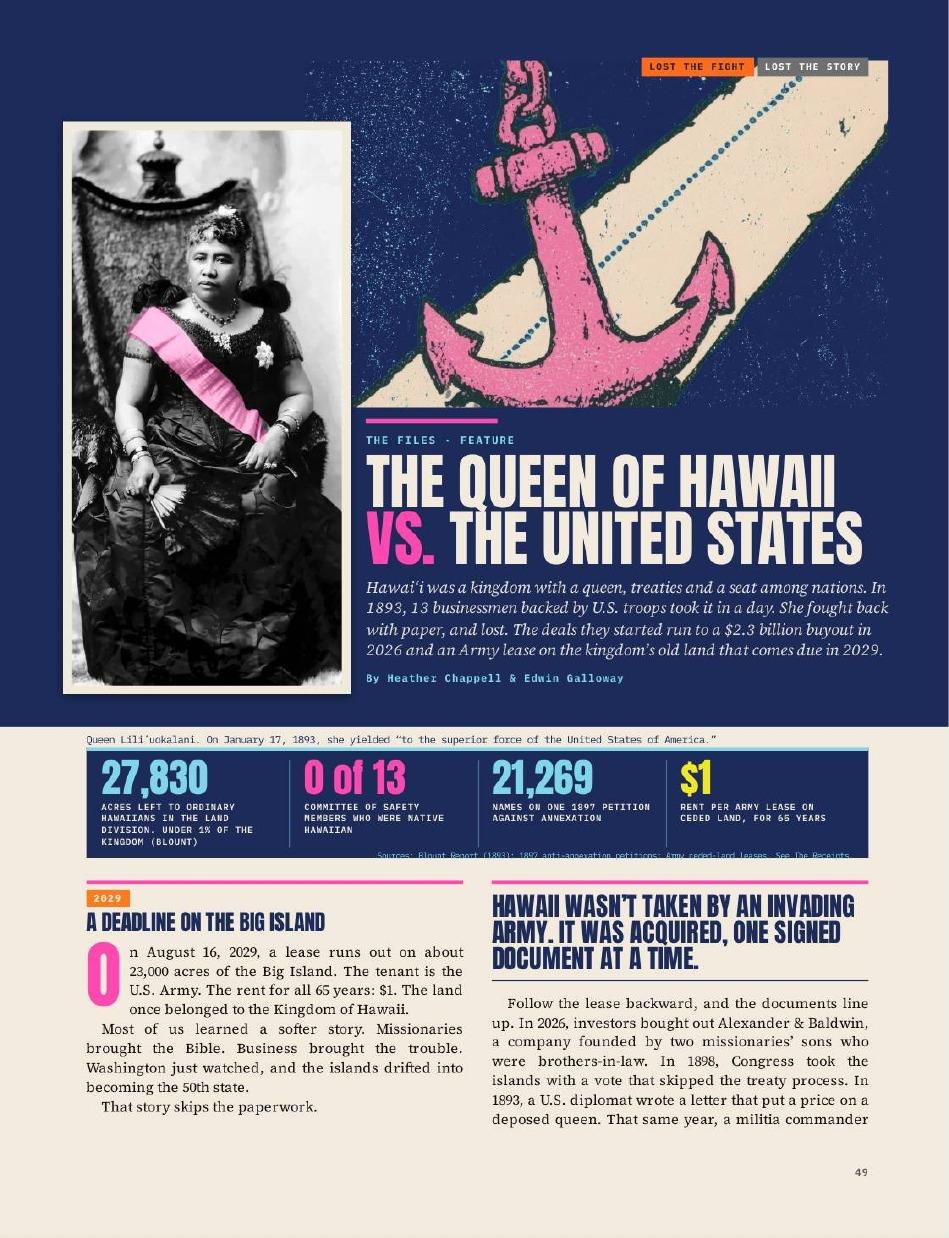 LOST THE FIGHT LOST THE STORY
THE FILES · FEATURE
THE QUEEN OF HAWAII
VS. THE UNITED STATES
Hawaiʻi was a kingdom with a queen, treaties and a seat among nations. In
1893, 13 businessmen backed by U.S. troops took it in a day. She fought back
with paper, and lost. The deals they started run to a $2.3 billion buyout in
2026 and an Army lease on the kingdom’s old land that comes due in 2029.
By Heather Chappell & Edwin Galloway
Queen Liliʻuokalani. On January 17, 1893, she yielded “to the superior force of the United States of America.”
27,830
ACRES LEFT TO ORDINARY
HAWAIIANS IN THE LAND
DIVISION. UNDER 1% OF THE
KINGDOM (BLOUNT)
0 of 13
COMMITTEE OF SAFETY
MEMBERS WHO WERE NATIVE
HAWAIIAN
21,269
NAMES ON ONE 1897 PETITION
AGAINST ANNEXATION
$1
RENT PER ARMY LEASE ON
CEDED LAND, FOR 65 YEARS
Sources: Blount Report (1893); 1897 anti-annexation petitions; Army ceded-land leases. See The Receipts.
2029
A DEADLINE ON THE BIG ISLAND
On August 16, 2029, a lease runs out on about
23,000 acres of the Big Island. The tenant is the
U.S. Army. The rent for all 65 years: $1. The land
once belonged to the Kingdom of Hawaii.
Most of us learned a softer story. Missionaries
brought the Bible. Business brought the trouble.
Washington just watched, and the islands drifted into
becoming the 50th state.
That story skips the paperwork.
HAWAII WASN’T TAKEN BY AN INVADING
ARMY. IT WAS ACQUIRED, ONE SIGNED
DOCUMENT AT A TIME.
Follow the lease backward, and the documents line
up. In 2026, investors bought out Alexander & Baldwin,
a company founded by two missionaries’ sons who
were brothers-in-law. In 1898, Congress took the
islands with a vote that skipped the treaty process. In
1893, a U.S. diplomat wrote a letter that put a price on a
deposed queen. That same year, a militia commander
49